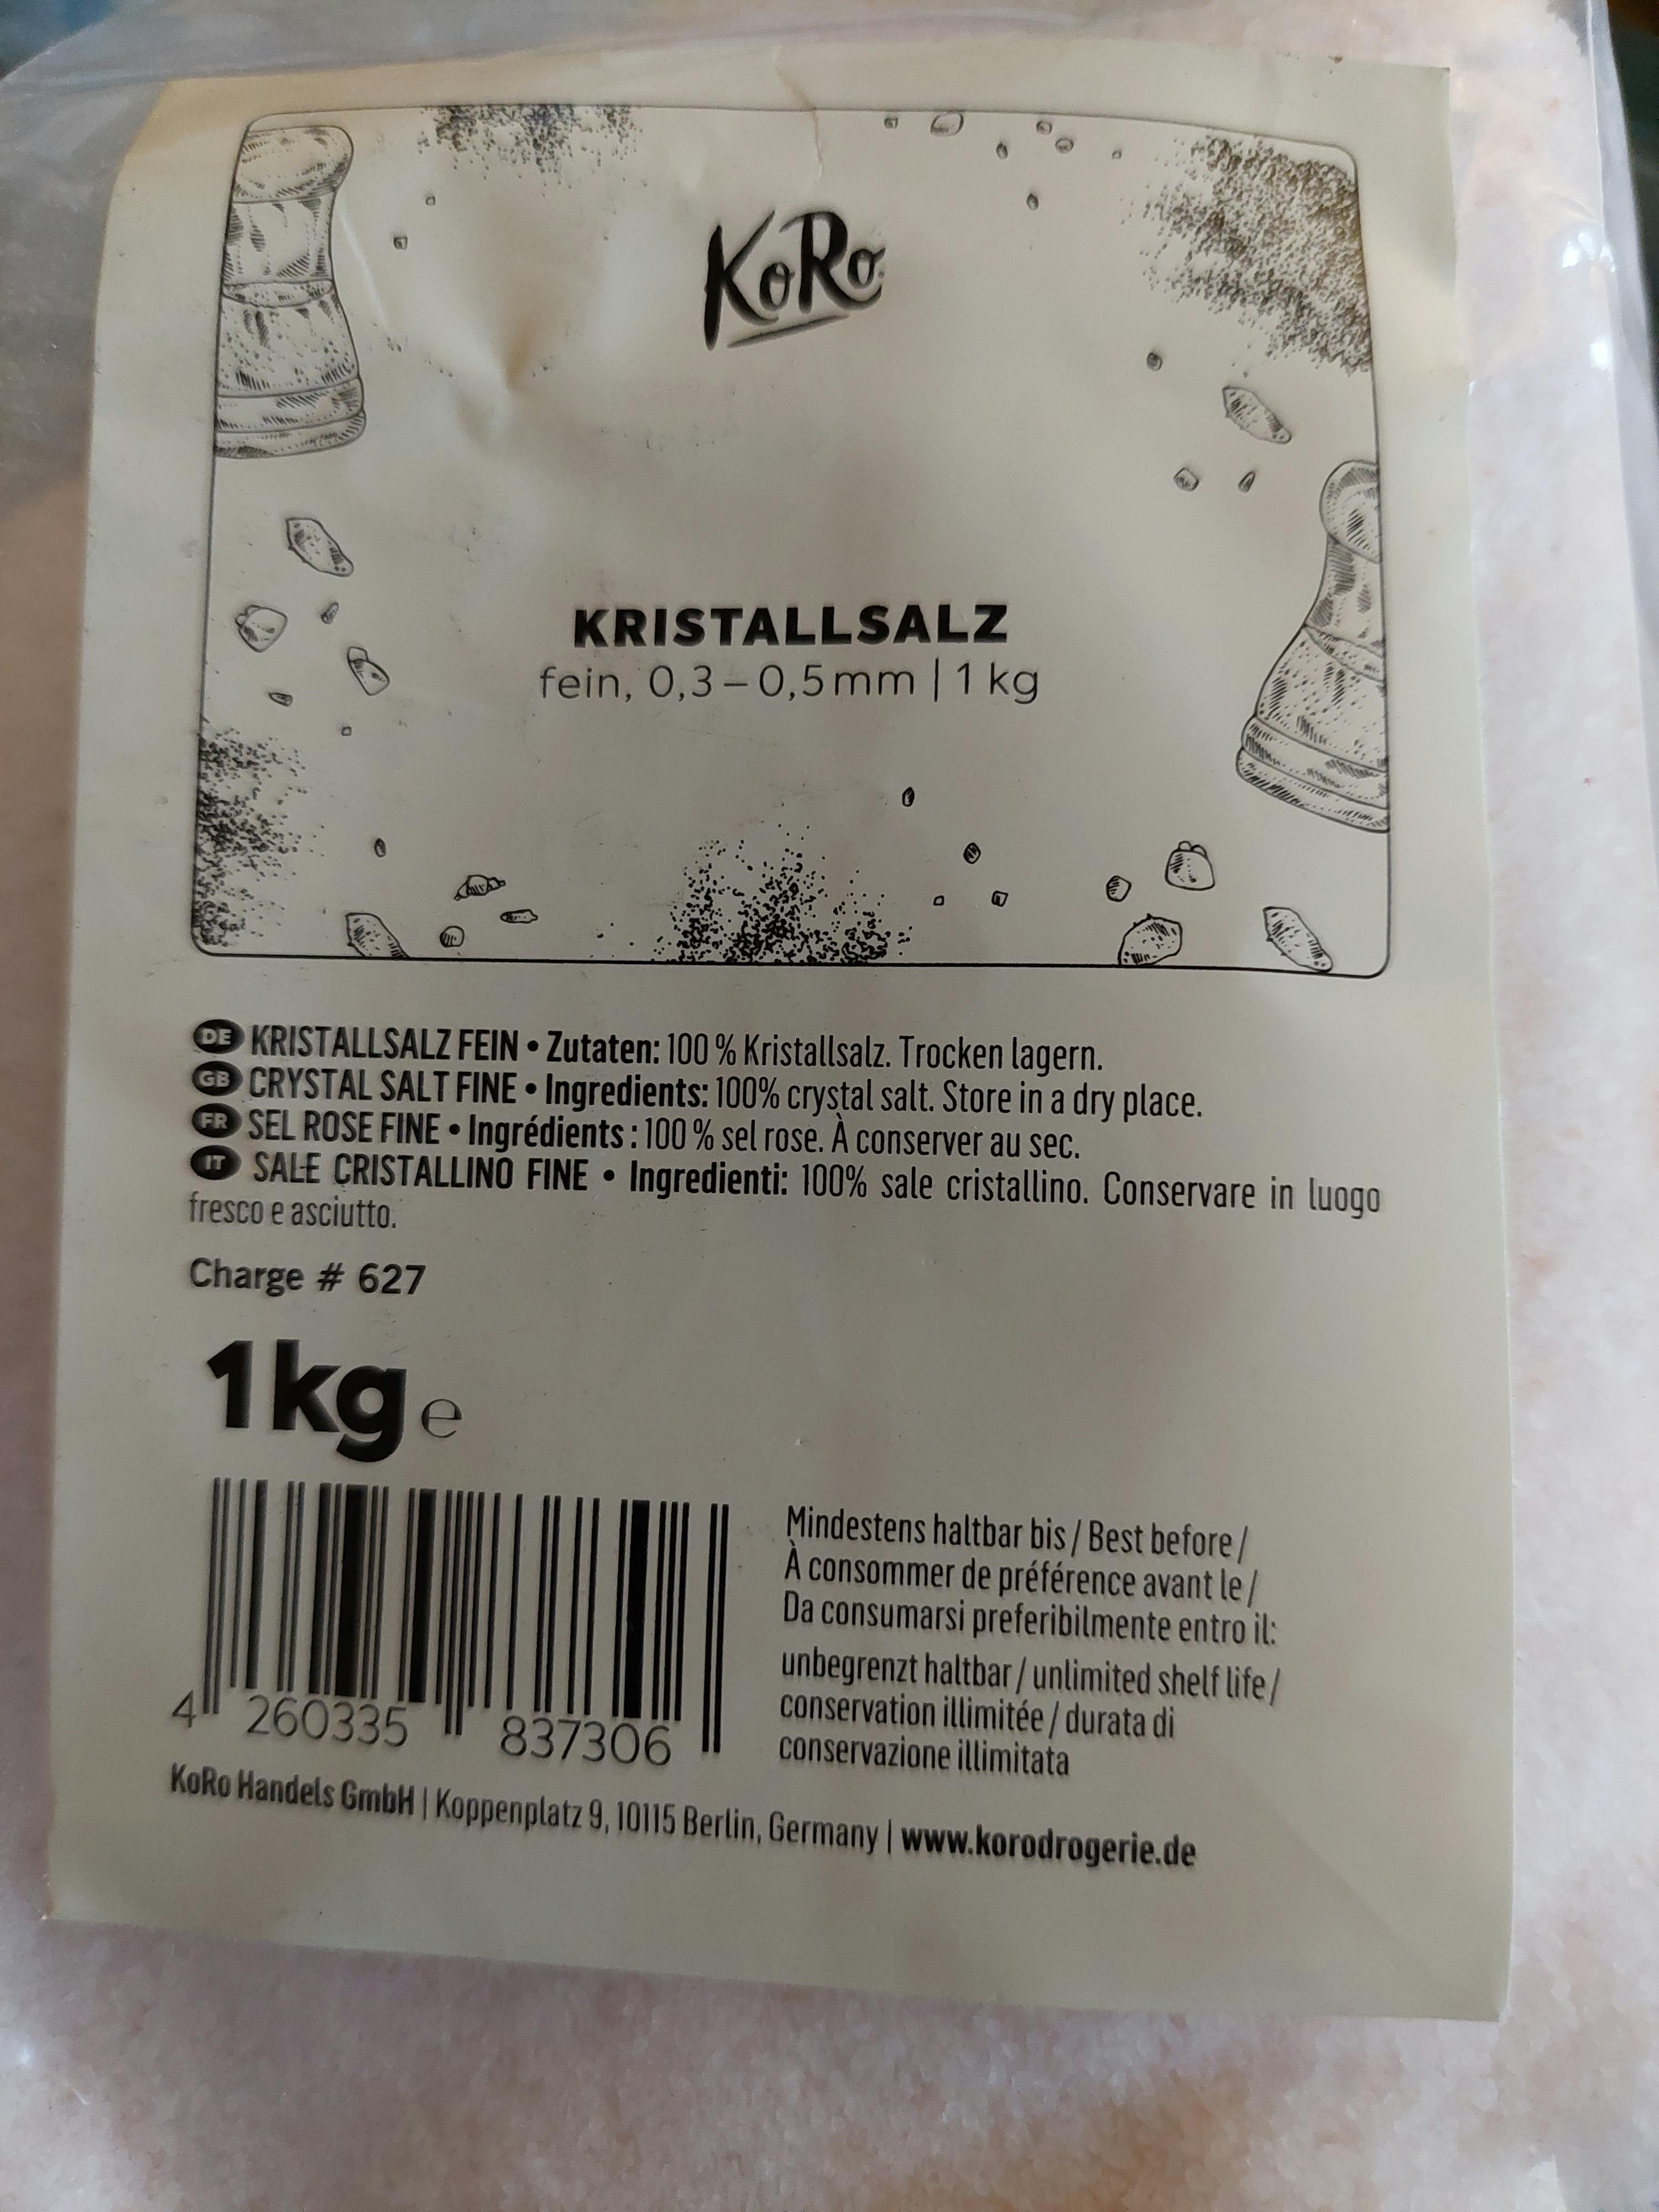 KoRo
KRISTALLSALZ
fein, 0,3–0,5mm | 1 kg
DE KRISTALLSALZ FEIN • Zutaten: 100 % Kristallsalz. Trocken lagern.
GB CRYSTAL SALT FINE • Ingredients: 100% crystal salt. Store in a dry place.
FR SEL ROSE FINE • Ingrédients : 100 % sel rose. À conserver au sec.
IT SALE CRISTALLINO FINE • Ingredienti: 100% sale cristallino. Conservare in luogo
fresco e asciutto.
Charge # 627
1kg e
Mindestens haltbar bis / Best before /
À consommer de préférence avant le /
Da consumarsi preferibilmente entro il:
unbegrenzt haltbar / unlimited shelf life /
conservation illimitée / durata di
conservazione illimitata
4 260335 837306
KoRo Handels GmbH | Koppenplatz 9, 10115 Berlin, Germany | www.korodrogerie.de